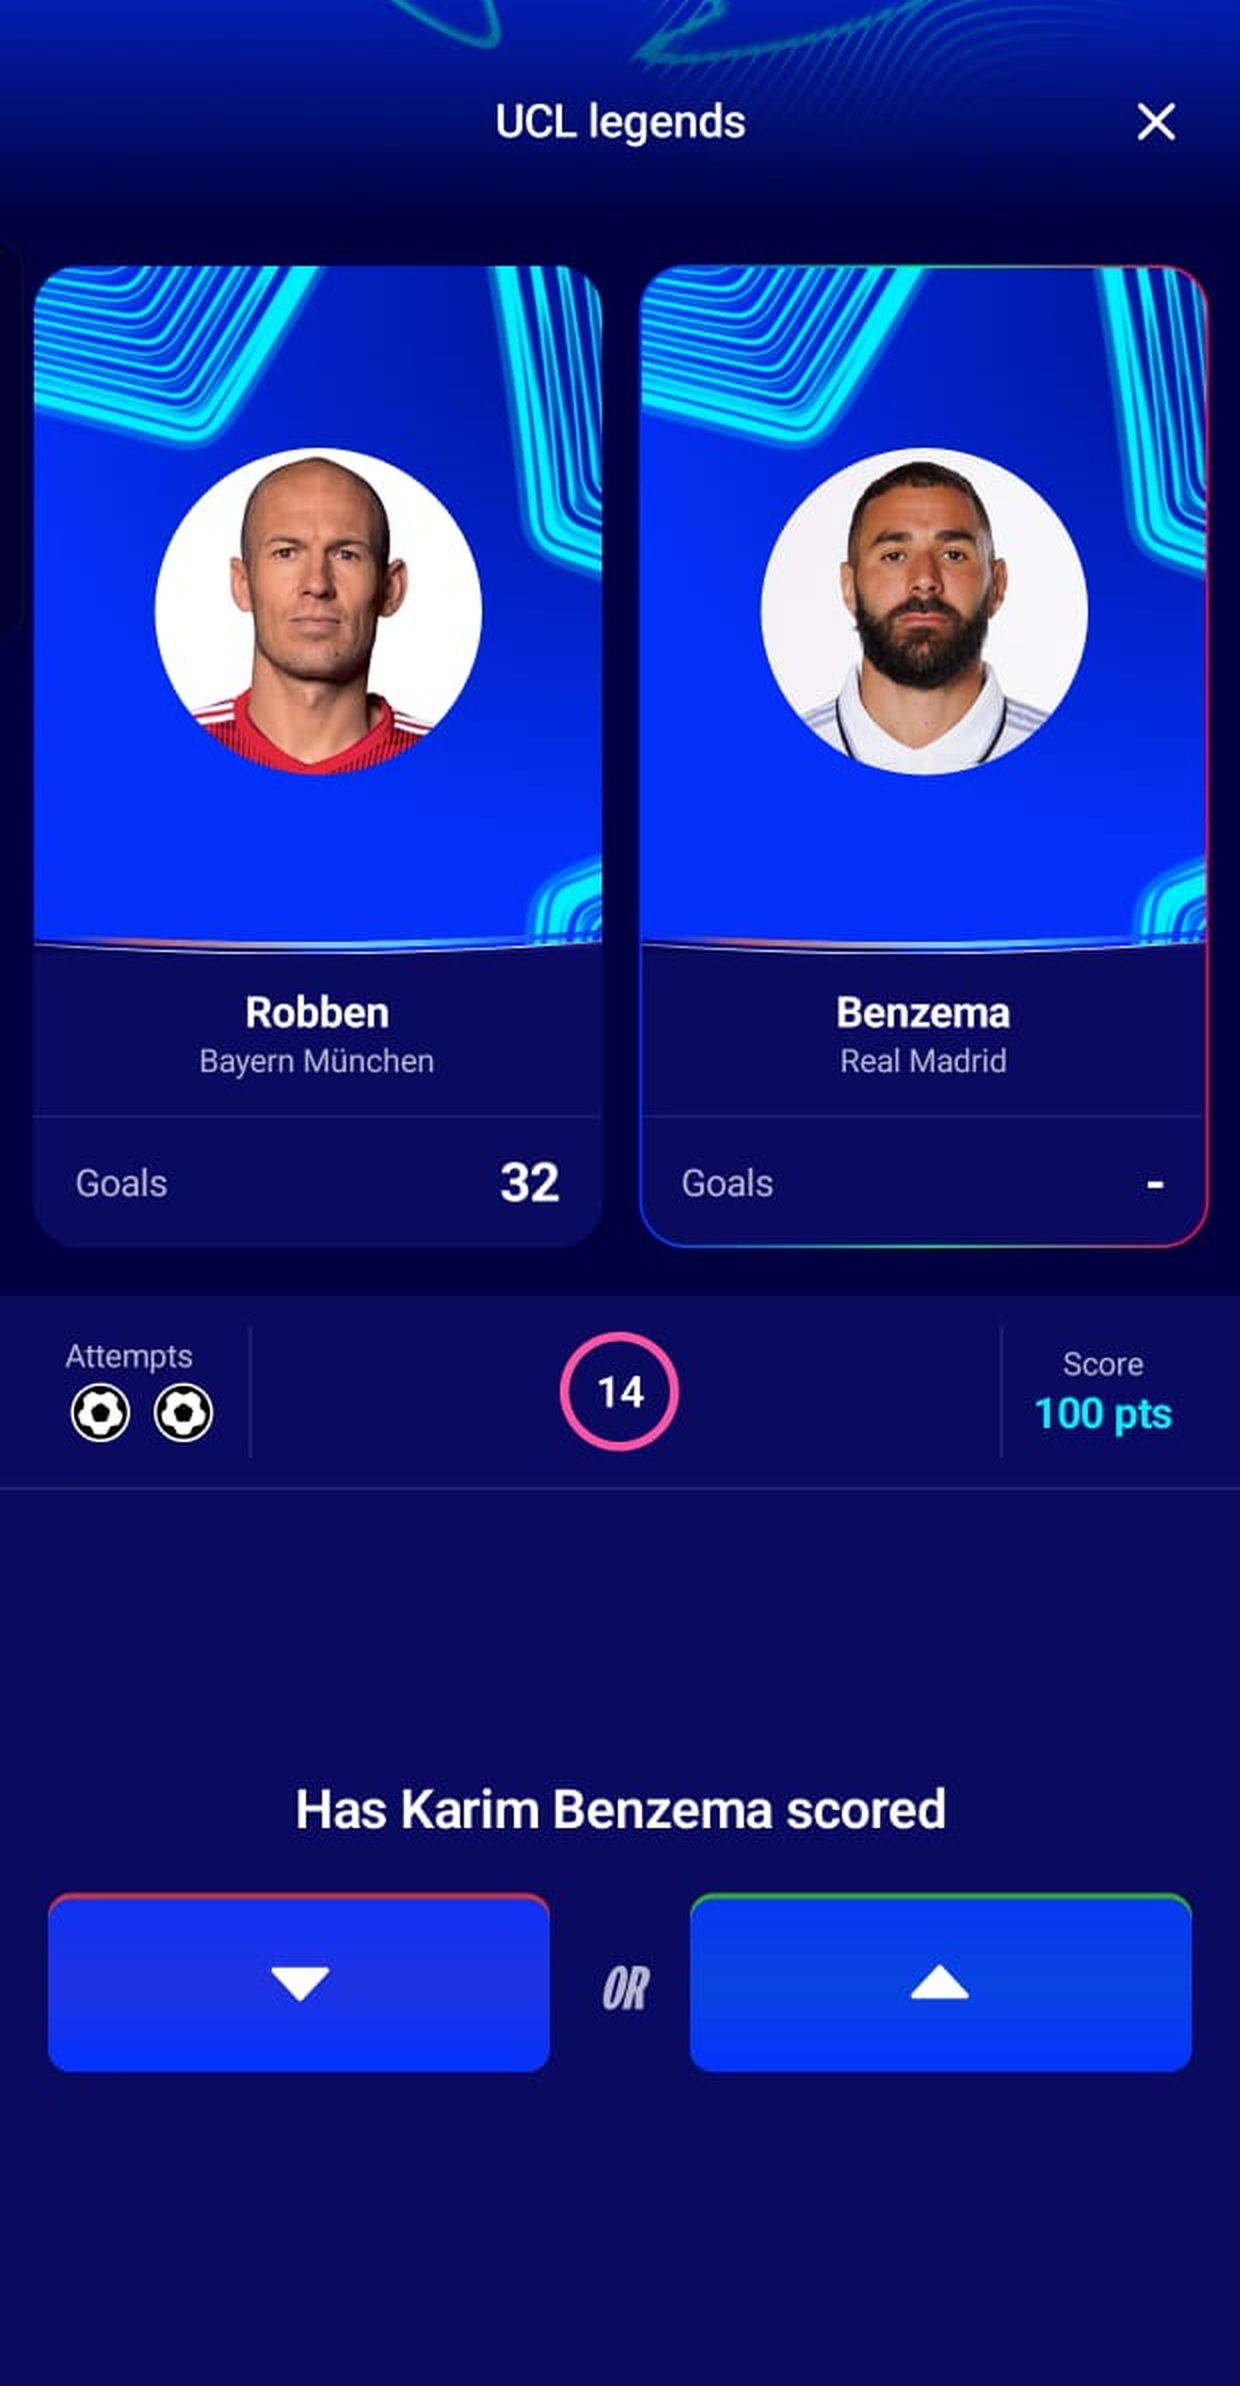 UCL legends
Robben
Bayern München
Goals 32
Benzema
Real Madrid
Goals -
Attempts
14
Score
100 pts
Has Karim Benzema scored
OR